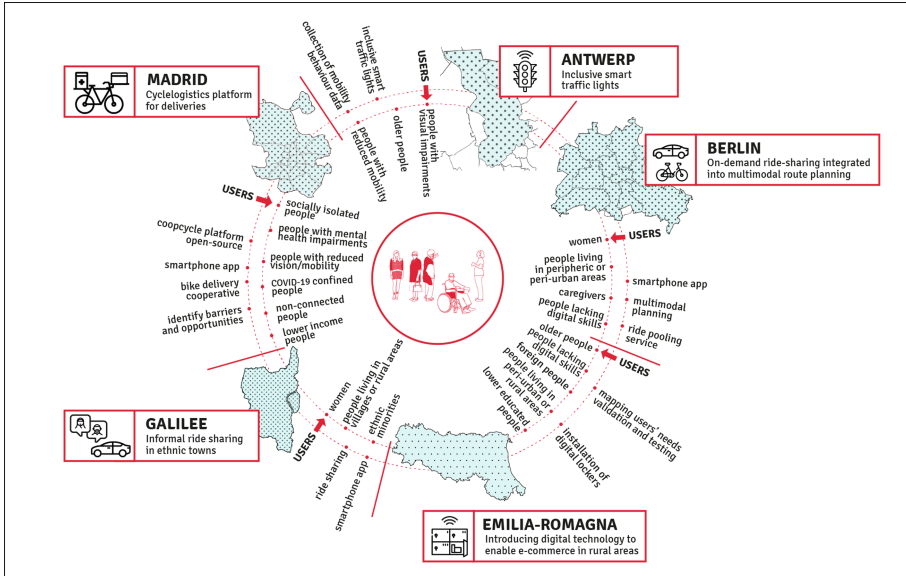 MADRID
Cyclelogistics platform
for deliveries
collection of mobility
behaviour data
inclusive smart
traffic lights
USERS
people with
reduced mobility
older people
people with
visual impairments
ANTWERP
Inclusive smart
traffic lights
BERLIN
On-demand ride-sharing integrated
into multimodal route planning
USERS
women
people living
in peripheric or
peri-urban areas
caregivers
people lacking
digital skills
smartphone app
multimodal
planning
ride pooling
service
USERS
older people
people lacking
digital skills
foreign people
people living in
peri-urban or
rural areas
lower educated
people
mapping users' needs
validation and testing
installation of
digital lockers
EMILIA-ROMAGNA
Introducing digital technology to
enable e-commerce in rural areas
USERS
women
people living in
villages or rural areas
ethnic
minorities
ride sharing
smartphone app
GALILEE
Informal ride sharing
in ethnic towns
USERS
socially isolated
people
people with mental
health impairments
people with reduced
vision/mobility
COVID-19 confined
people
non-connected
people
lower income
people
coopcycle platform
open-source
smartphone app
bike delivery
cooperative
identify barriers
and opportunities